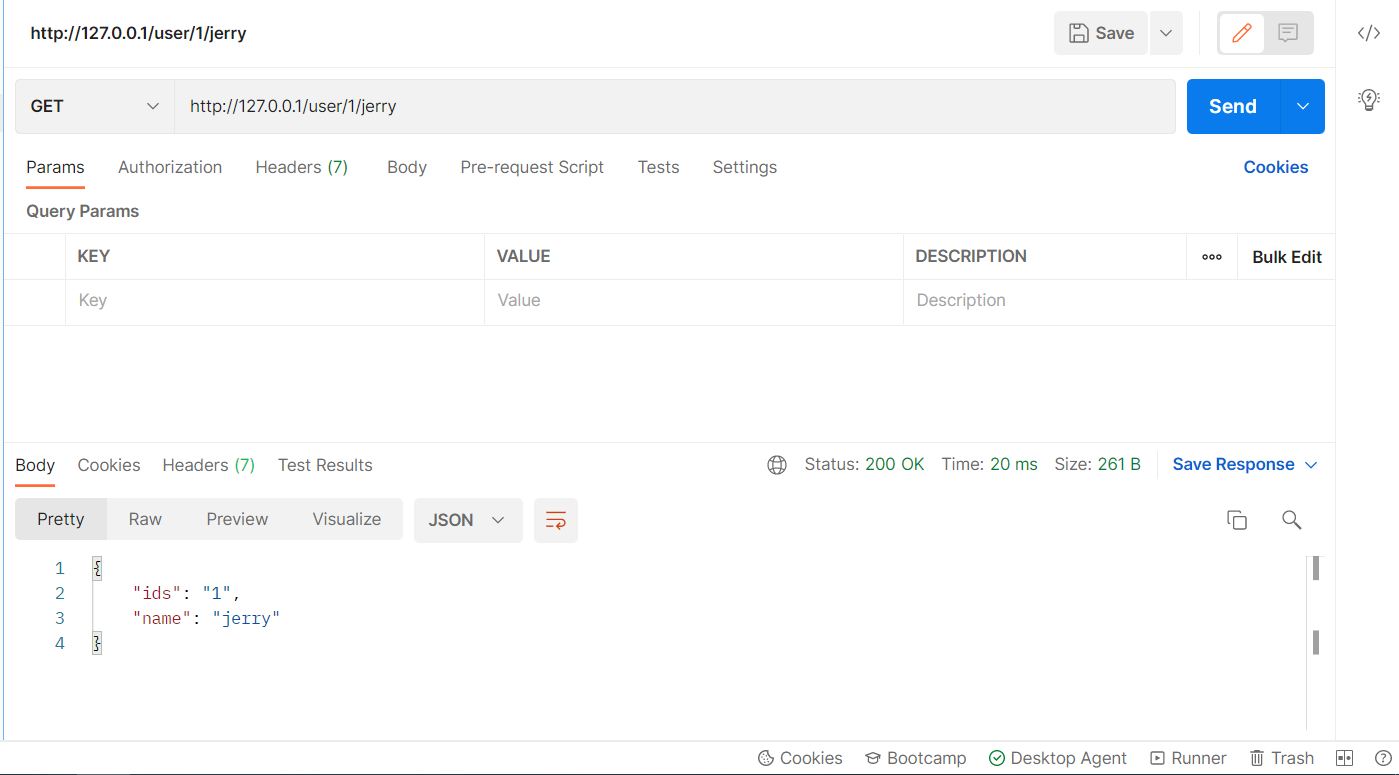 http://127.0.0.1/user/1/jerry Save
GET http://127.0.0.1/user/1/jerry Send
Params Authorization Headers (7) Body Pre-request Script Tests Settings Cookies
Query Params
KEY VALUE DESCRIPTION Bulk Edit
Key Value Description
Body Cookies Headers (7) Test Results Status: 200 OK Time: 20 ms Size: 261 B Save Response
Pretty Raw Preview Visualize JSON
1 {
2 "ids": "1",
3 "name": "jerry"
4 }
Cookies Bootcamp Desktop Agent Runner Trash